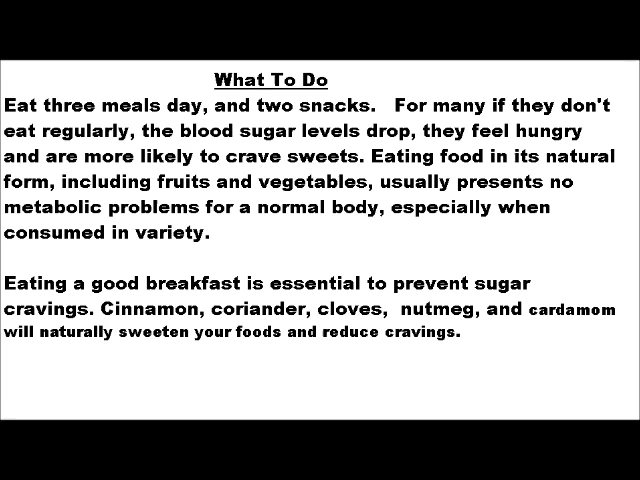 What To Do
Eat three meals day, and two snacks. For many if they don't
eat regularly, the blood sugar levels drop, they feel hungry
and are more likely to crave sweets. Eating food in its natural
form, including fruits and vegetables, usually presents no
metabolic problems for a normal body, especially when
consumed in variety.
Eating a good breakfast is essential to prevent sugar
cravings. Cinnamon, coriander, cloves, nutmeg, and cardamom
will naturally sweeten your foods and reduce cravings.